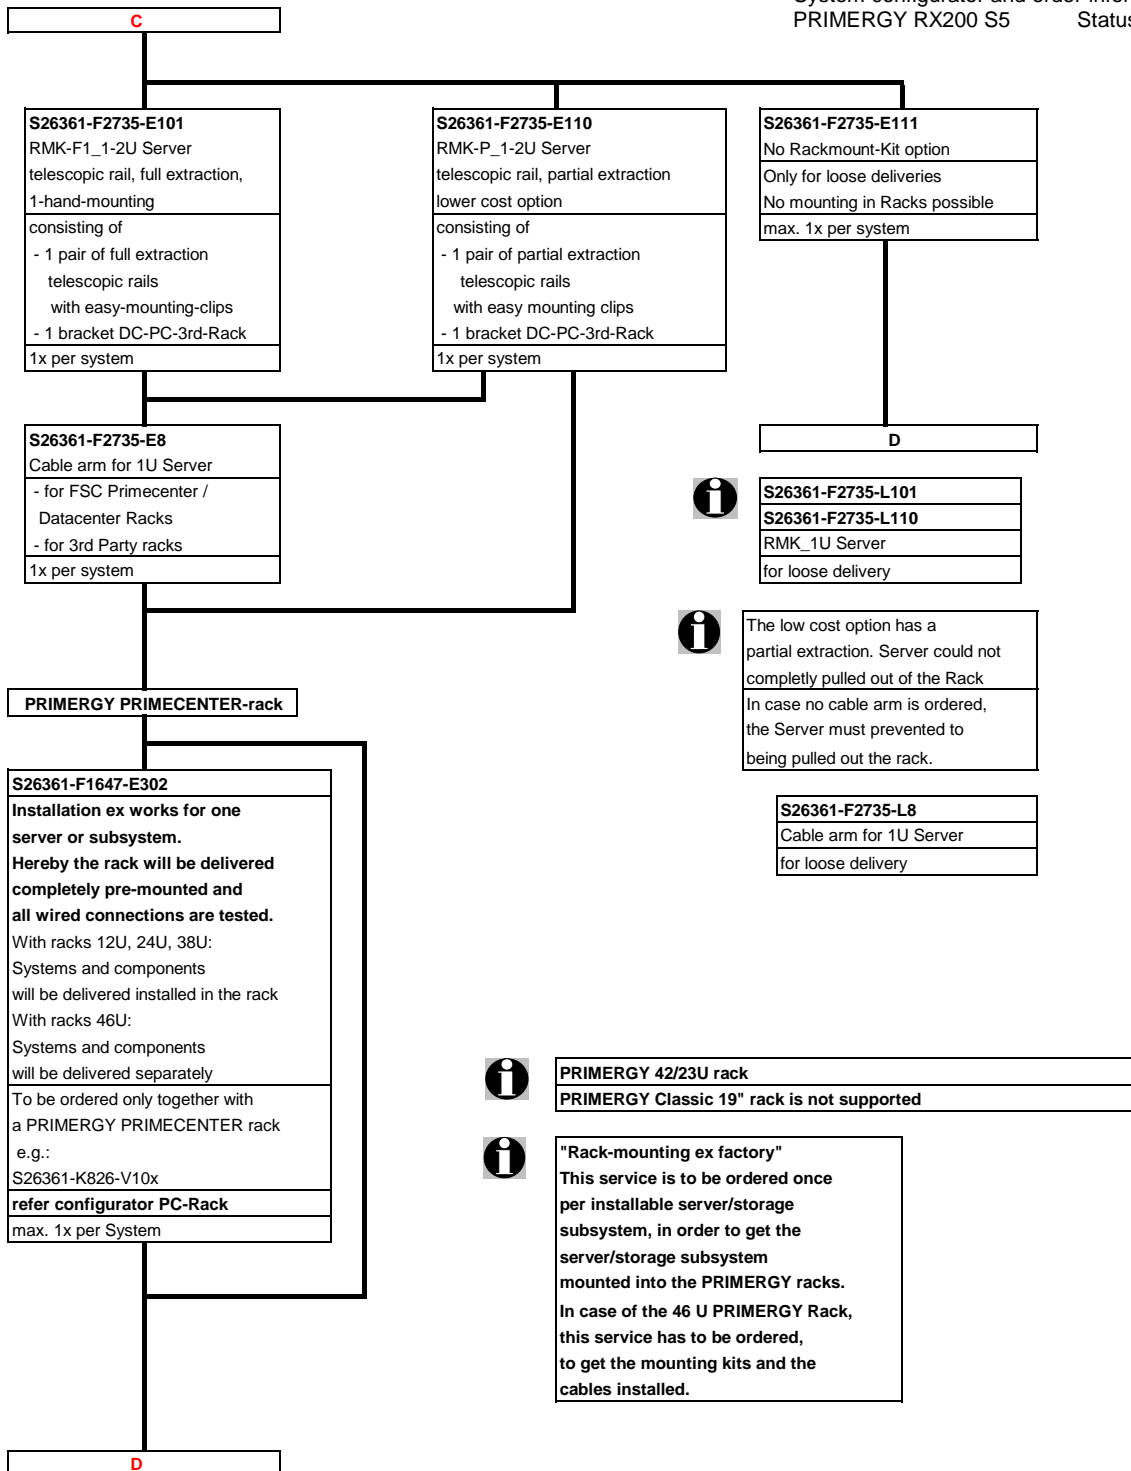 System configurator and order infor
PRIMERGY RX200 S5 Status
C
S26361-F2735-E101
RMK-F1_1-2U Server
telescopic rail, full extraction,
1-hand-mounting
consisting of
- 1 pair of full extraction
telescopic rails
with easy-mounting-clips
- 1 bracket DC-PC-3rd-Rack
1x per system
S26361-F2735-E110
RMK-P_1-2U Server
telescopic rail, partial extraction
lower cost option
consisting of
- 1 pair of partial extraction
telescopic rails
with easy mounting clips
- 1 bracket DC-PC-3rd-Rack
1x per system
S26361-F2735-E111
No Rackmount-Kit option
Only for loose deliveries
No mounting in Racks possible
max. 1x per system
S26361-F2735-E8
Cable arm for 1U Server
- for FSC Primecenter /
Datacenter Racks
- for 3rd Party racks
1x per system
D
S26361-F2735-L101
S26361-F2735-L110
RMK_1U Server
for loose delivery
The low cost option has a
partial extraction. Server could not
completly pulled out of the Rack
In case no cable arm is ordered,
the Server must prevented to
being pulled out the rack.
PRIMERGY PRIMECENTER-rack
S26361-F2735-L8
Cable arm for 1U Server
for loose delivery
S26361-F1647-E302
Installation ex works for one
server or subsystem.
Hereby the rack will be delivered
completely pre-mounted and
all wired connections are tested.
With racks 12U, 24U, 38U:
Systems and components
will be delivered installed in the rack
With racks 46U:
Systems and components
will be delivered separately
To be ordered only together with
a PRIMERGY PRIMECENTER rack
e.g.:
S26361-K826-V10x
refer configurator PC-Rack
max. 1x per System
PRIMERGY 42/23U rack
PRIMERGY Classic 19" rack is not supported
"Rack-mounting ex factory"
This service is to be ordered once
per installable server/storage
subsystem, in order to get the
server/storage subsystem
mounted into the PRIMERGY racks.
In case of the 46 U PRIMERGY Rack,
this service has to be ordered,
to get the mounting kits and the
cables installed.
D